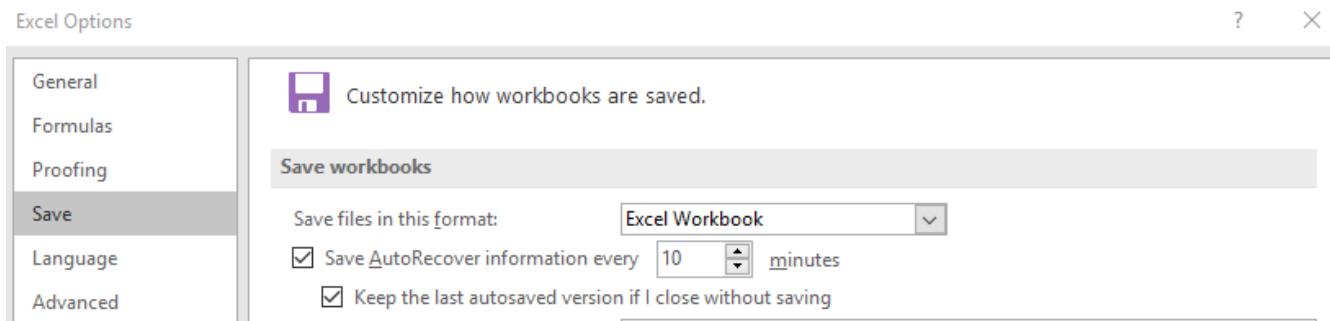 Excel Options
?
General
Formulas
Proofing
Save
Language
Advanced
Customize how workbooks are saved.
Save workbooks
Save files in this format: Excel Workbook
Save AutoRecover information every 10 minutes
Keep the last autosaved version if I close without saving